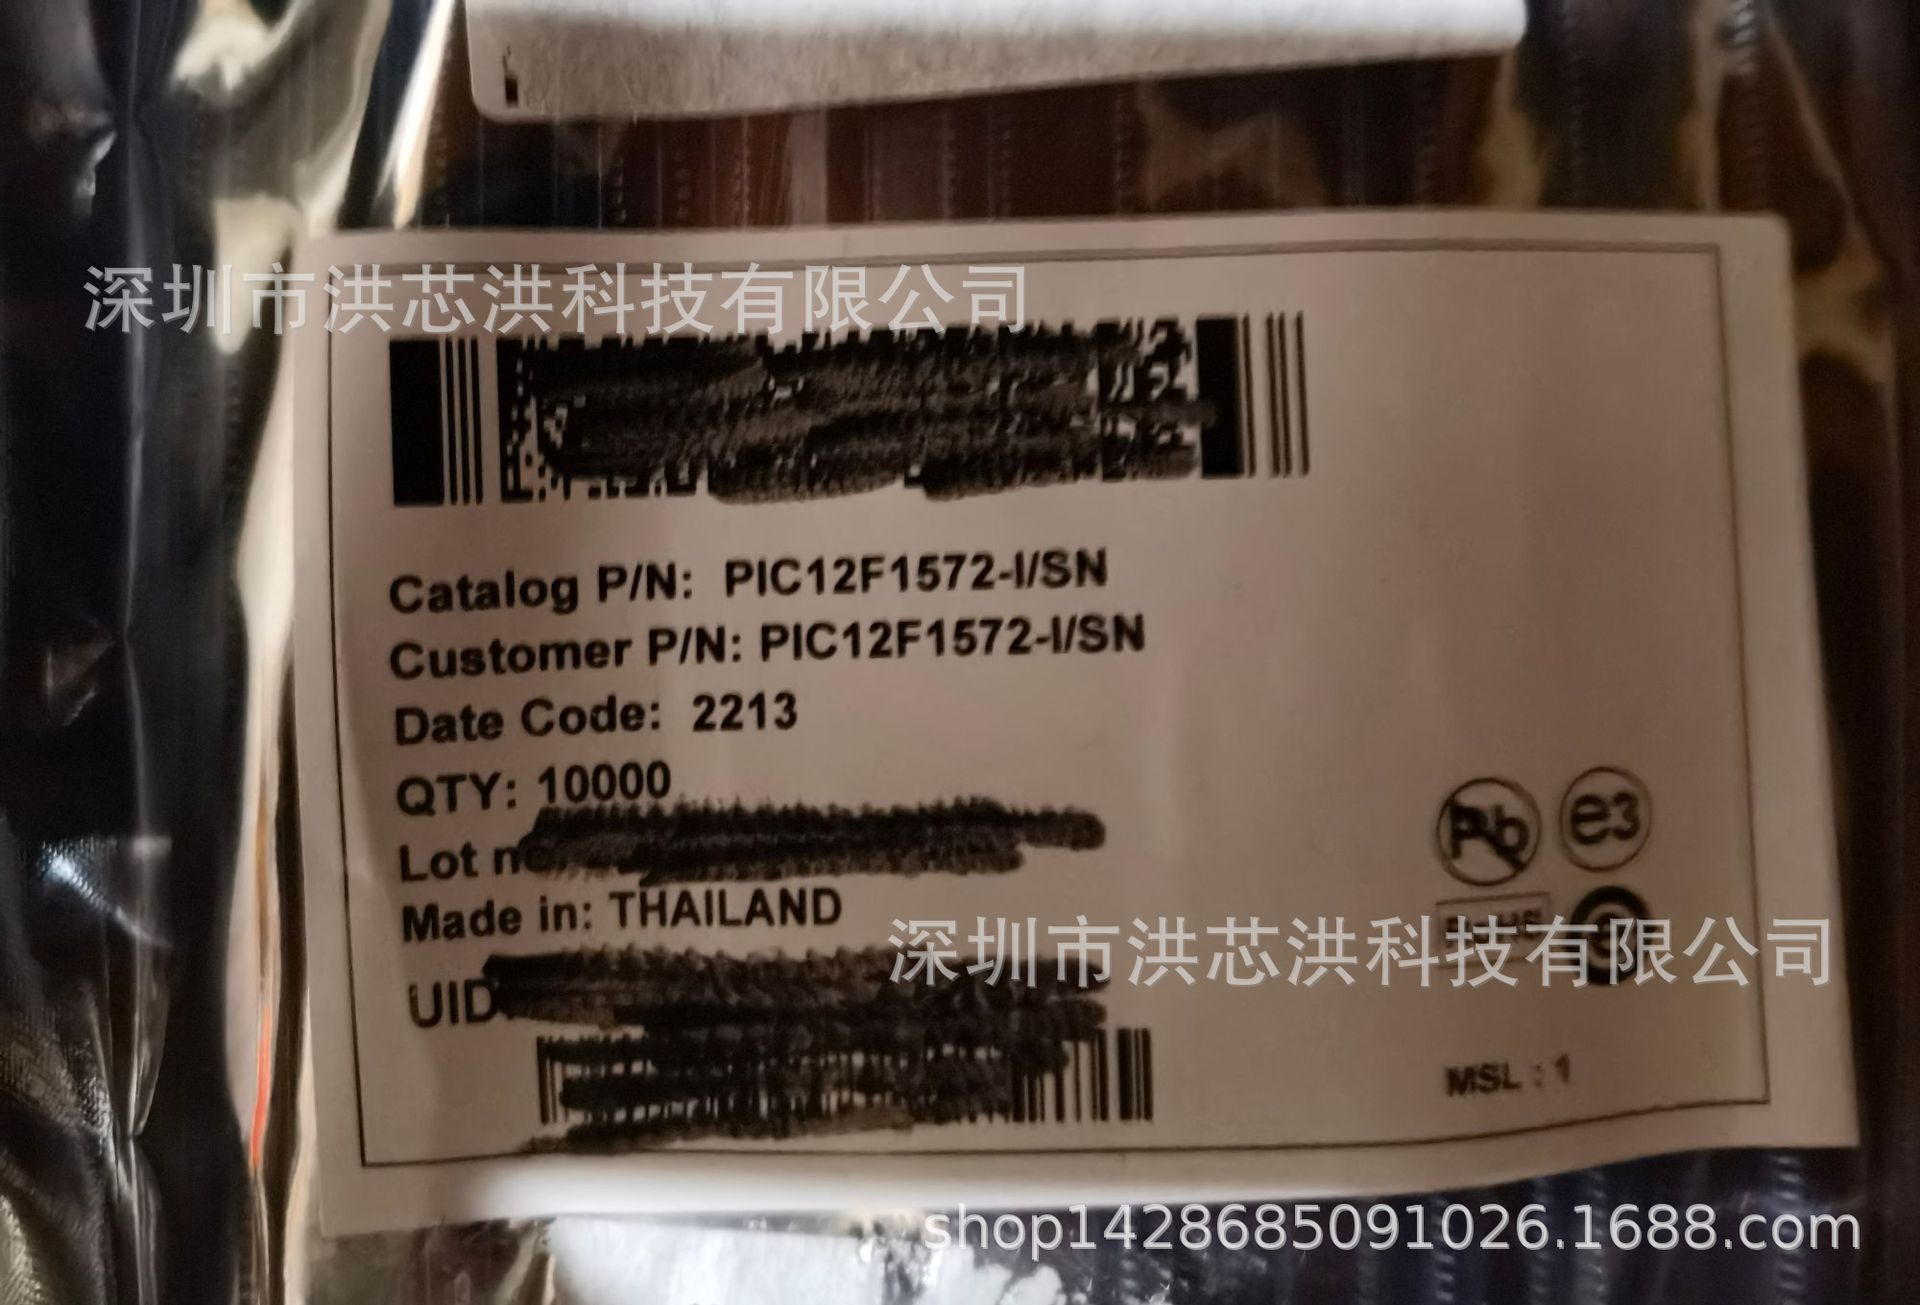 深圳市洪芯洪科技有限公司
Catalog P/N: PIC12F1572-I/SN
Customer P/N: PIC12F1572-I/SN
Date Code: 2213
QTY: 10000
Lot
Made in: THAILAND
UID
Pb
e3
深圳市洪芯洪科技有限公司
MSL : 1
shop1428685091026.1688.com